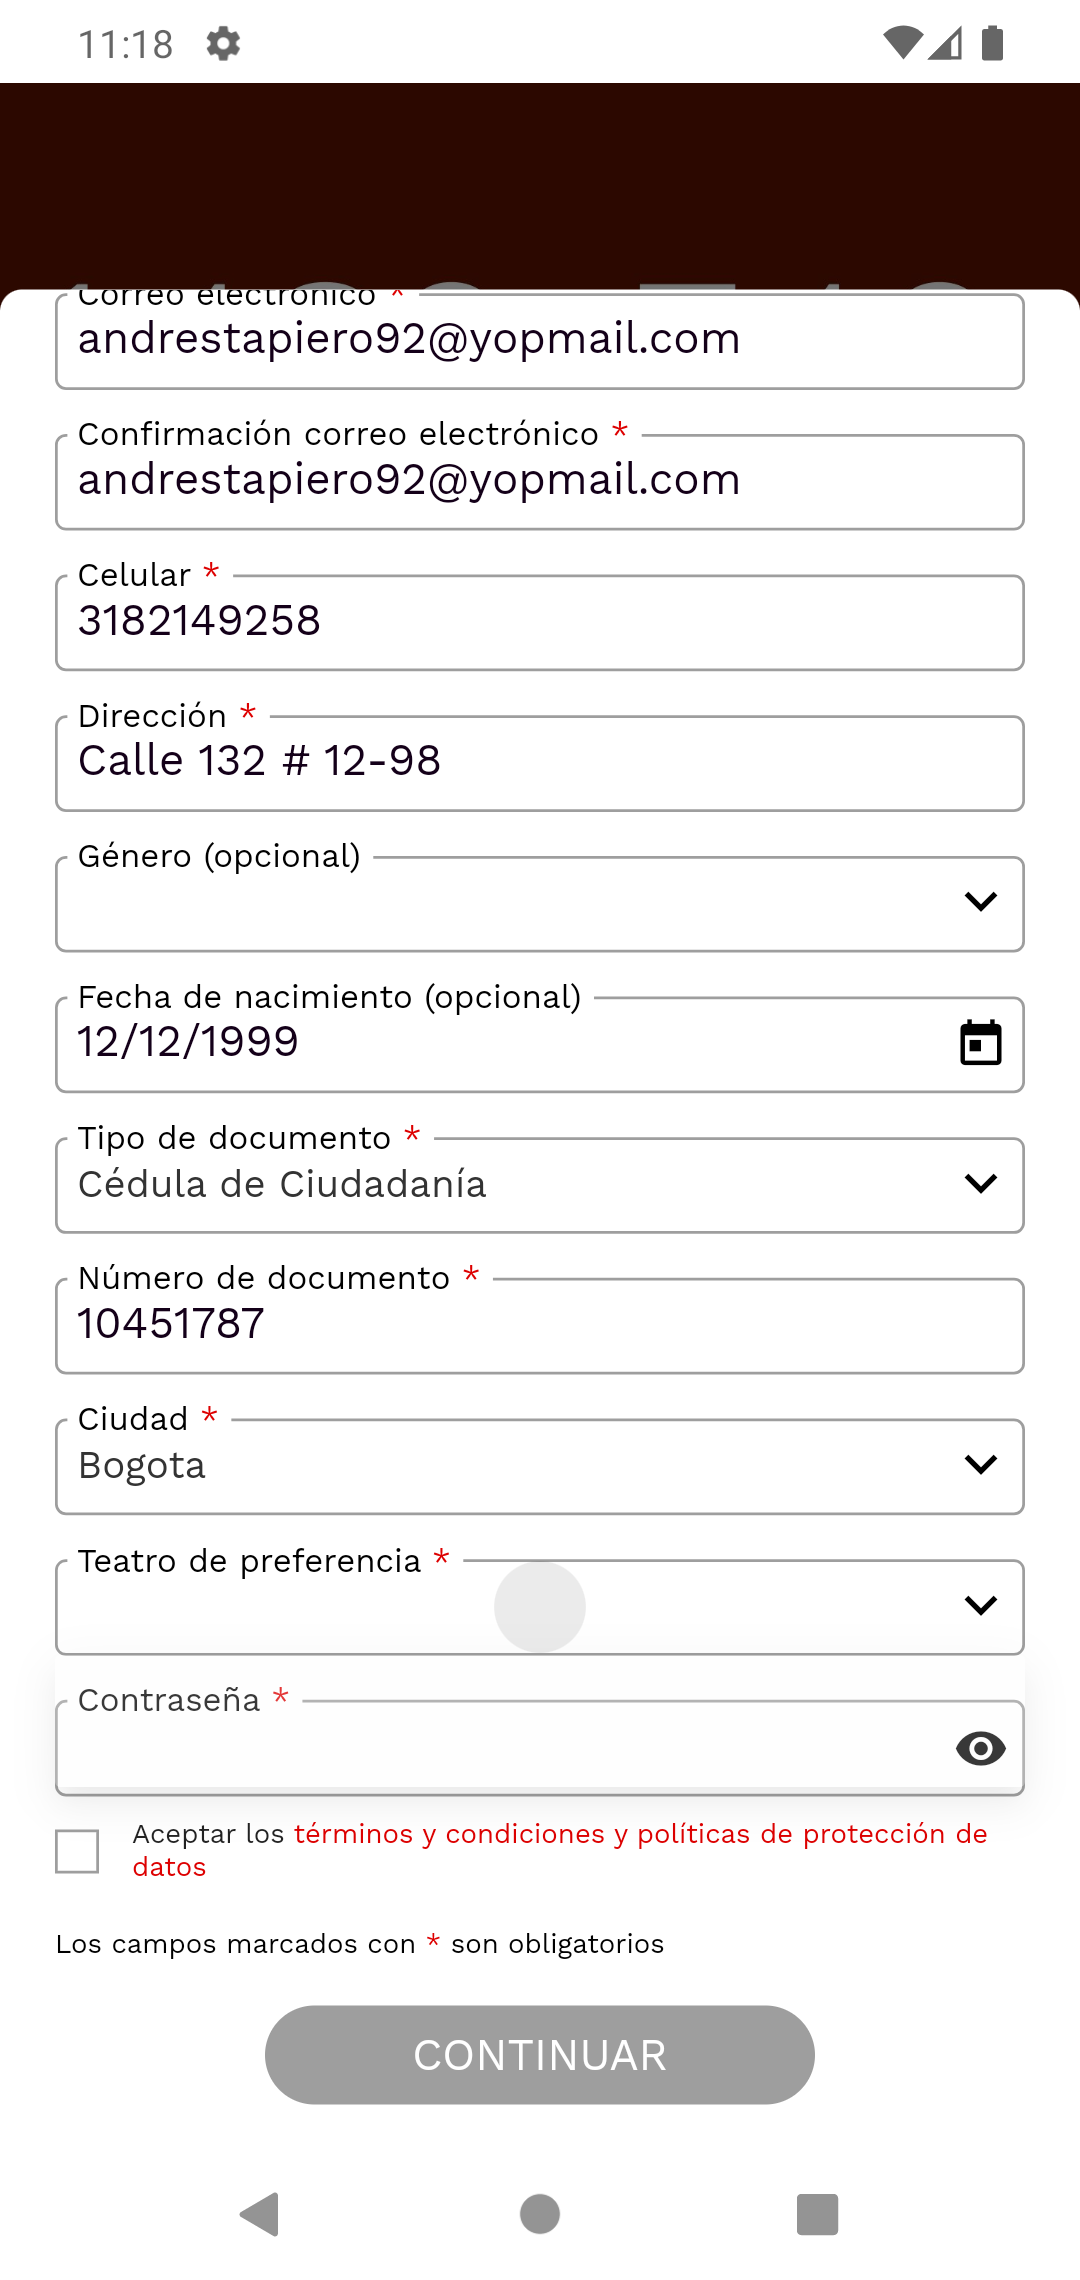 11:18
Correo electrónico *
andrestapiero92@yopmail.com
Confirmación correo electrónico *
andrestapiero92@yopmail.com
Celular *
3182149258
Dirección *
Calle 132 # 12-98
Género (opcional)
Fecha de nacimiento (opcional)
12/12/1999
Tipo de documento *
Cédula de Ciudadanía
Número de documento *
10451787
Ciudad *
Bogota
Teatro de preferencia *
Contraseña *
Aceptar los términos y condiciones y políticas de protección de
datos
Los campos marcados con * son obligatorios
CONTINUAR